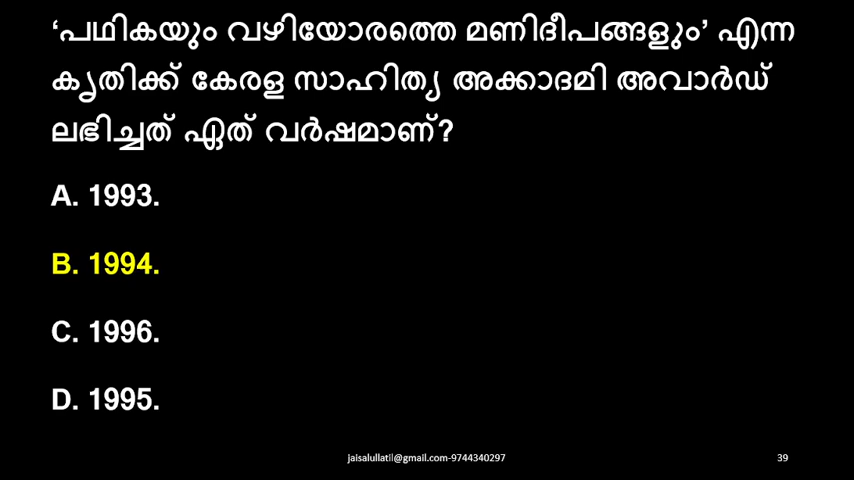 ‘പഥികയും വഴിയോരത്തെ മണിദീപങ്ങളും’ എന്ന
കൃതിക്ക് കേരള സാഹിത്യ അക്കാദമി അവാർഡ്
ലഭിച്ചത് ഏത് വർഷമാണ്?
A. 1993.
B. 1994.
C. 1996.
D. 1995.
jaisalullatil@gmail.com-9744340297
39